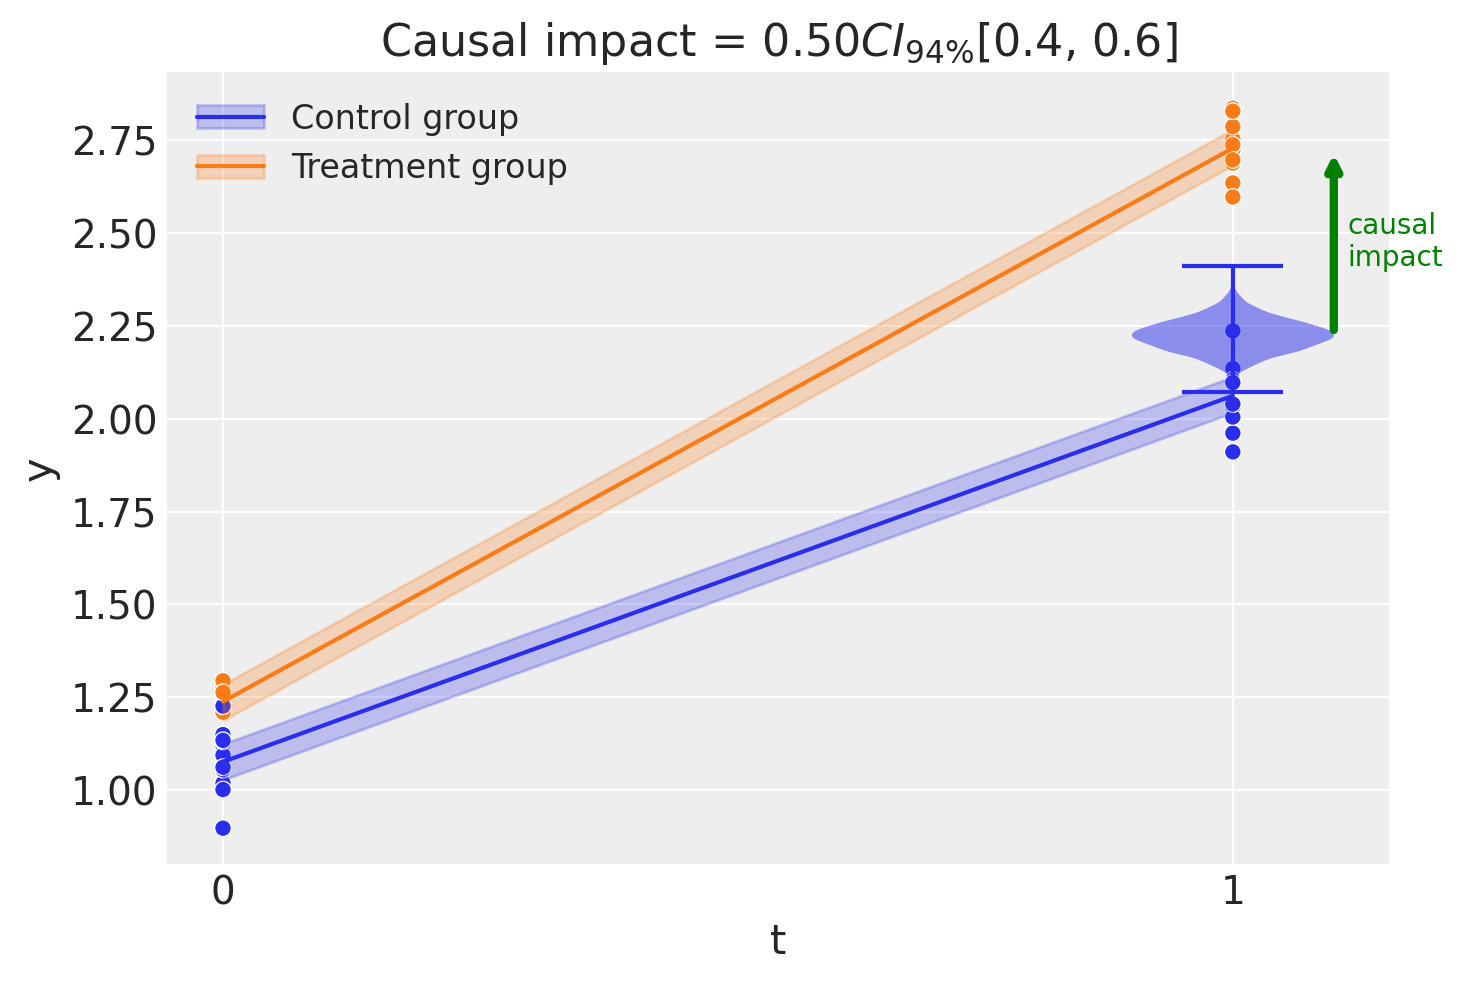 Causal impact = 0.50CI94%[0.4, 0.6]
Control group
Treatment group
2.75
2.50
2.25
2.00
1.75
1.50
1.25
1.00
y
causal
impact
0
1
t